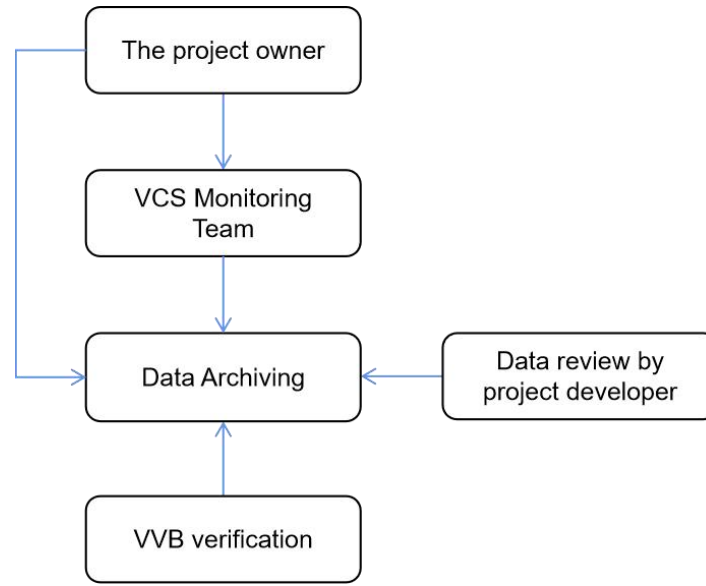 The project owner
VCS Monitoring
Team
Data Archiving
Data review by
project developer
VVB verification